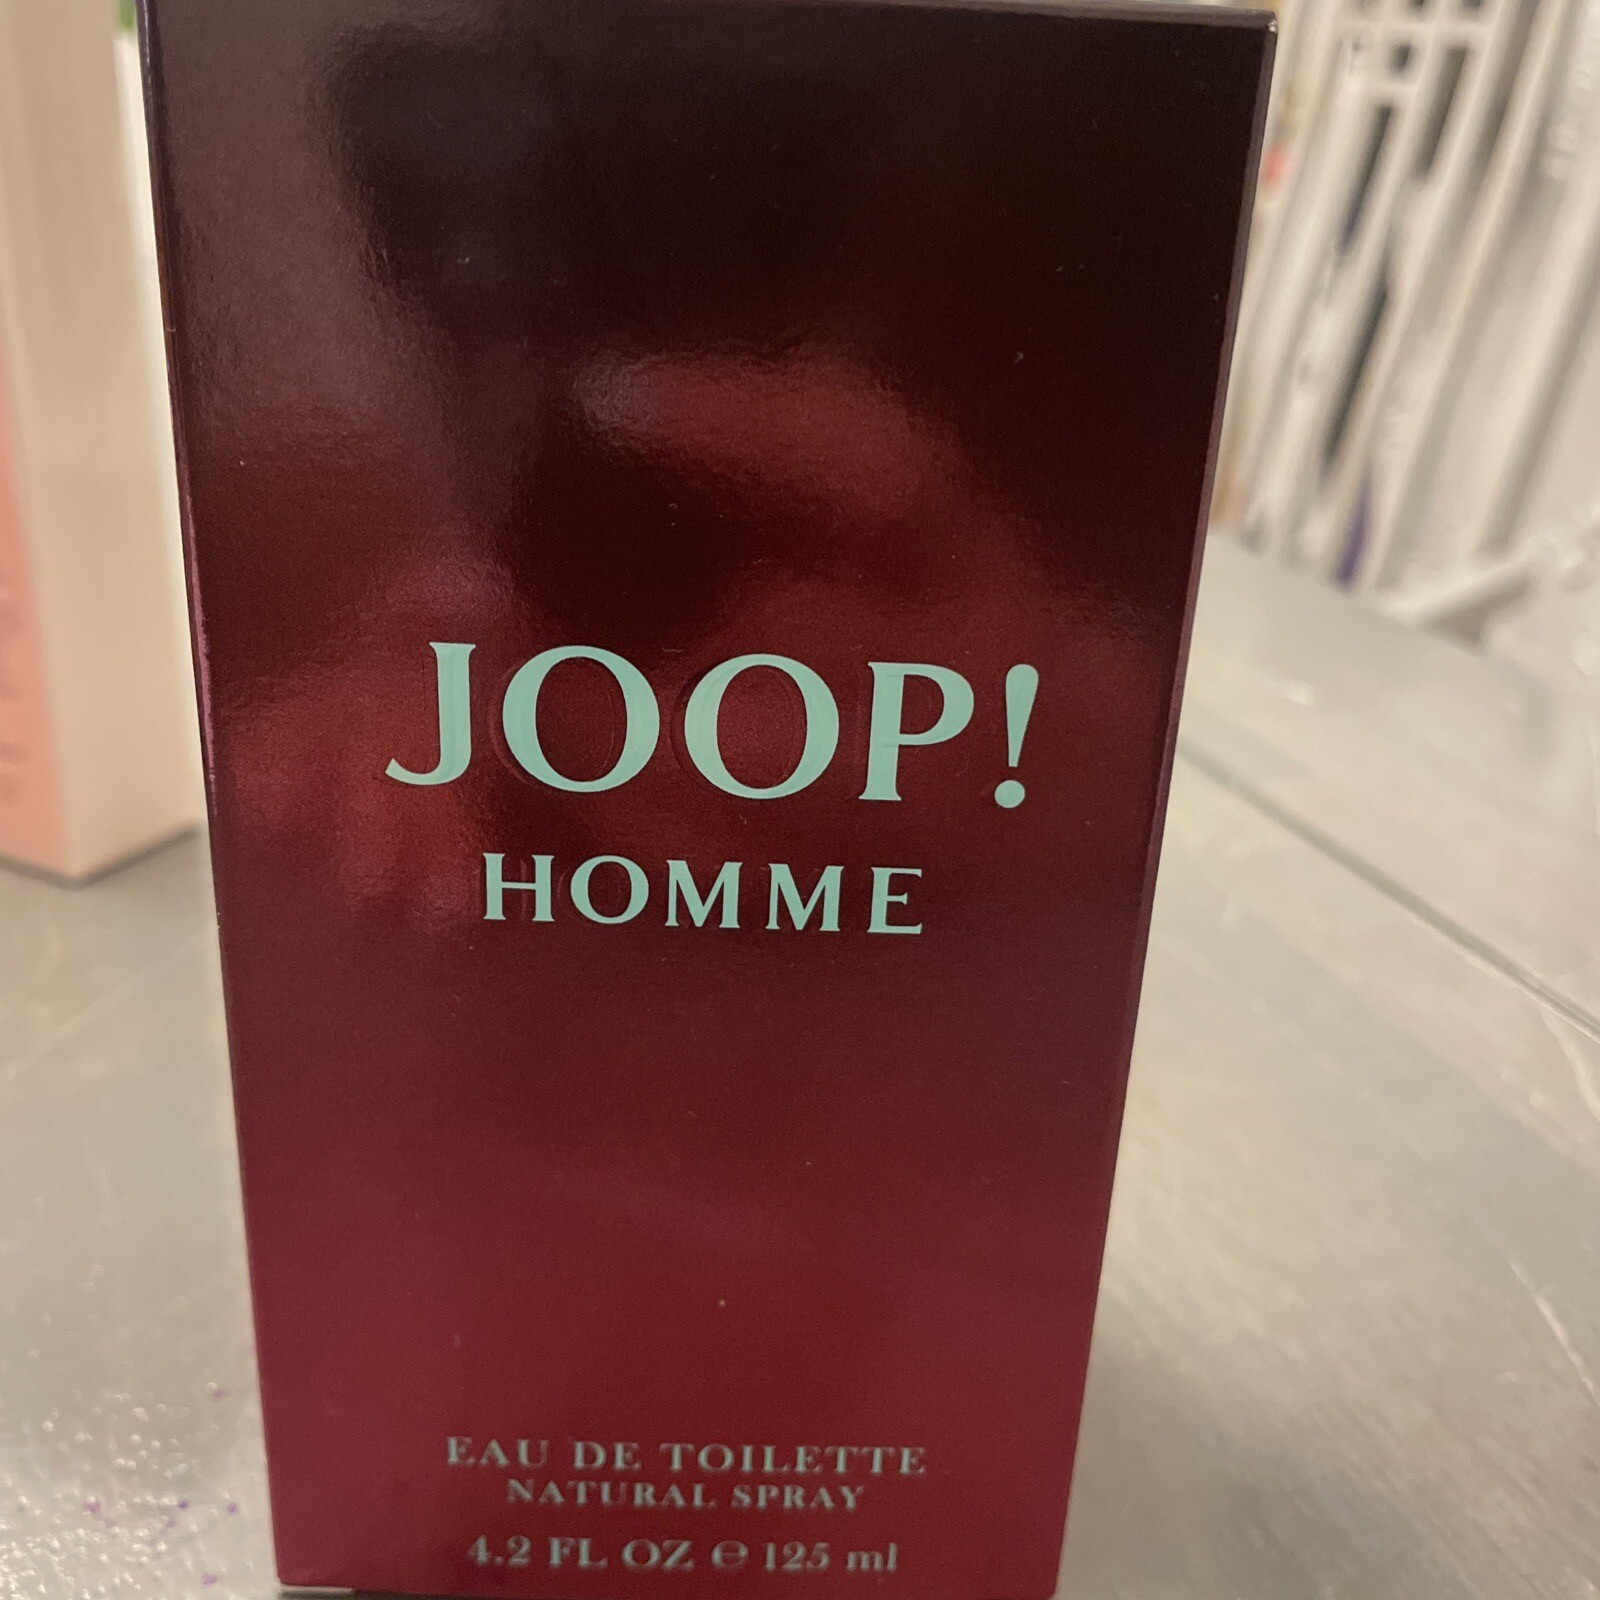 JOOP!
HOMME
EAU DE TOILETTE
NATURAL SPRAY
4.2 FL OZ ℮ 125 ml